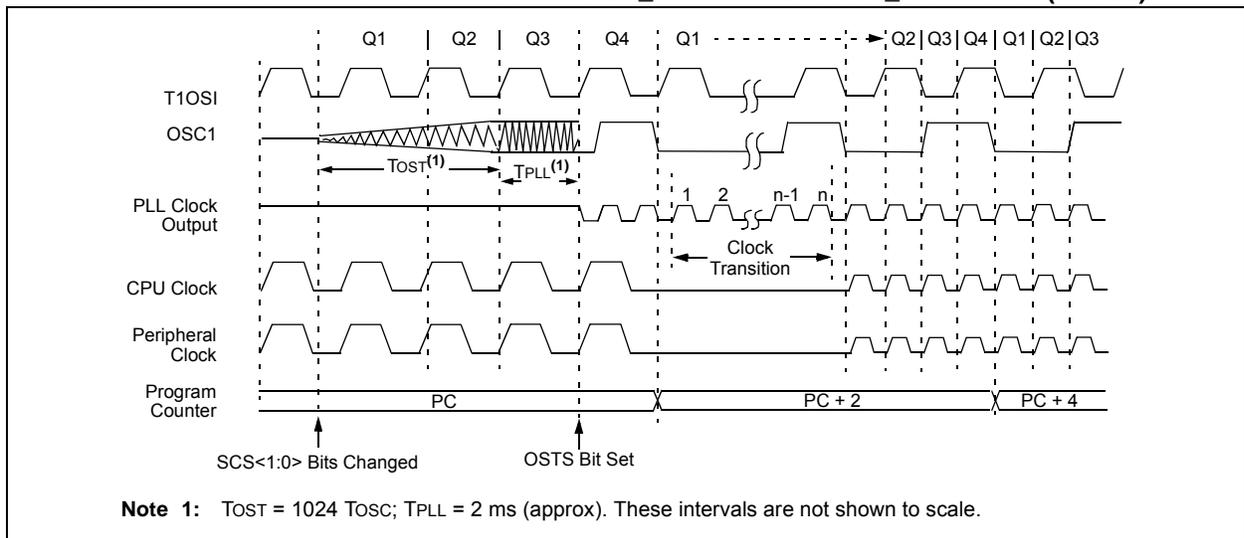 Q1 Q2 Q3 Q4 Q1 Q2 Q3 Q4 Q1 Q2 Q3
T1OSI
OSC1
TOST(1)
TPLL(1)
1 2 n-1 n
PLL Clock
Output
Clock
Transition
CPU Clock
Peripheral
Clock
Program
Counter
PC PC + 2 PC + 4
SCS<1:0> Bits Changed
OSTS Bit Set
Note 1: TOST = 1024 TOSC; TPLL = 2 ms (approx). These intervals are not shown to scale.